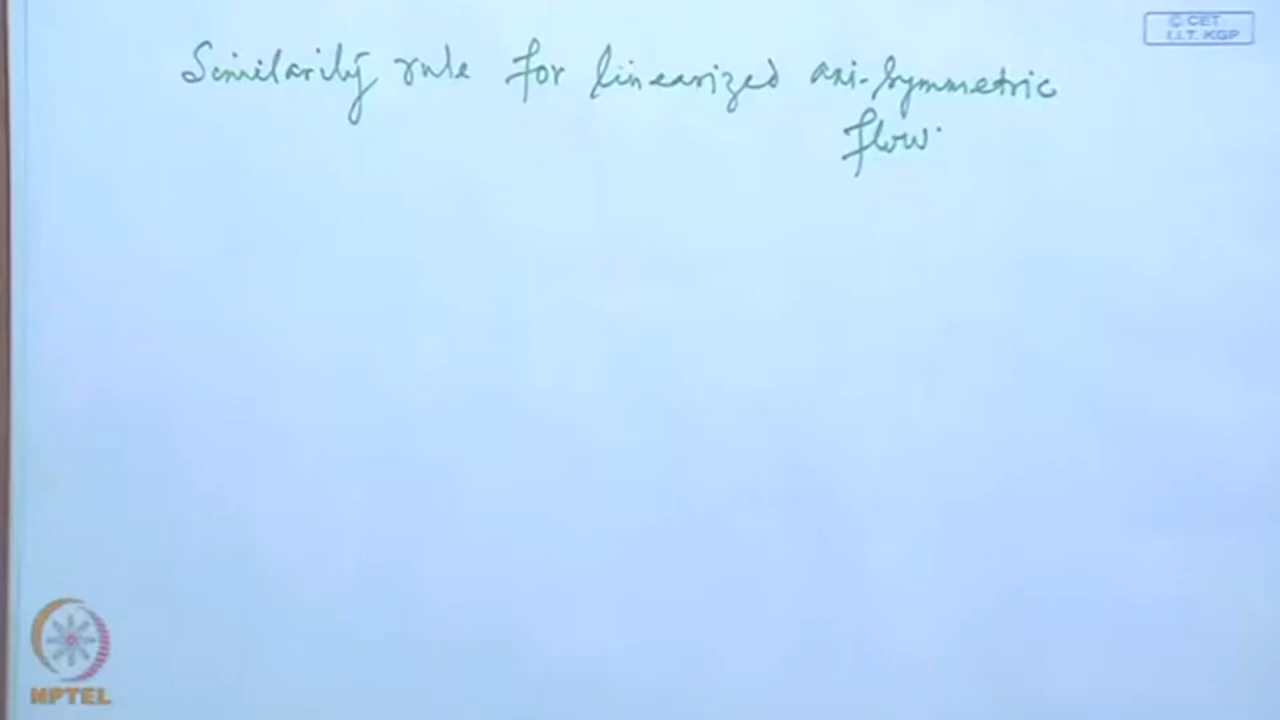 © CET
I.I.T. KGP
Similarity rule for linearized axi-symmetric
flow.
NPTEL